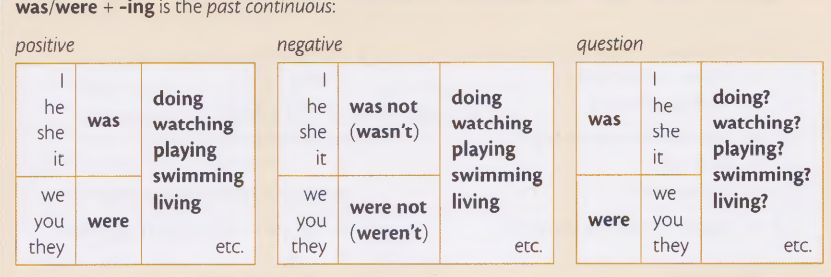 was/were + -ing is the past continuous:
positive
I
he
she
it
was
we
you
they
were
doing
watching
playing
swimming
living
etc.
negative
I
he
she
it
was not
(wasn't)
we
you
they
were not
(weren't)
doing
watching
playing
swimming
living
etc.
question
was
I
he
she
it
were
we
you
they
doing?
watching?
playing?
swimming?
living?
etc.